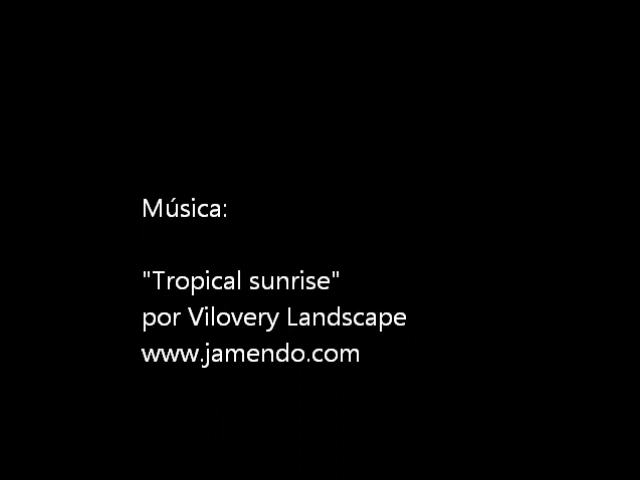 Música:
"Tropical sunrise"
por Vilovery Landscape
www.jamendo.com